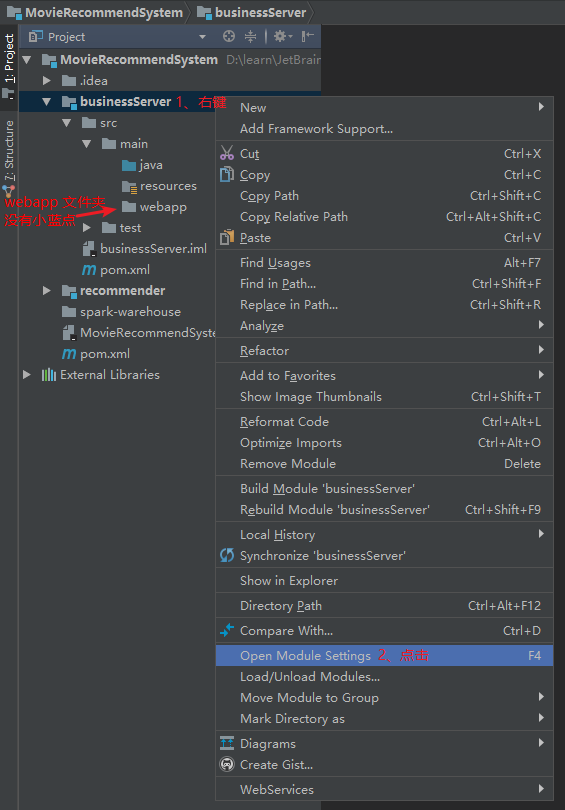 MovieRecommendSystem businessServer
1: Project
7: Structure
Project
MovieRecommendSystem D:\learn\JetBrain
.idea
businessServer 1、右键
src
main
java
resources
webapp
webapp 文件夹
没有小蓝点
test
businessServer.iml
pom.xml
recommender
spark-warehouse
MovieRecommendSyste
pom.xml
External Libraries
New
Add Framework Support...
Cut Ctrl+X
Copy Ctrl+C
Copy Path Ctrl+Shift+C
Copy Relative Path Ctrl+Alt+Shift+C
Paste Ctrl+V
Find Usages Alt+F7
Find in Path... Ctrl+Shift+F
Replace in Path... Ctrl+Shift+R
Analyze
Refactor
Add to Favorites
Show Image Thumbnails Ctrl+Shift+T
Reformat Code Ctrl+Alt+L
Optimize Imports Ctrl+Alt+O
Remove Module Delete
Build Module 'businessServer'
Rebuild Module 'businessServer' Ctrl+Shift+F9
Local History
Synchronize 'businessServer'
Show in Explorer
Directory Path Ctrl+Alt+F12
Compare With... Ctrl+D
Open Module Settings 2、点击 F4
Load/Unload Modules...
Move Module to Group
Mark Directory as
Diagrams
Create Gist...
WebServices